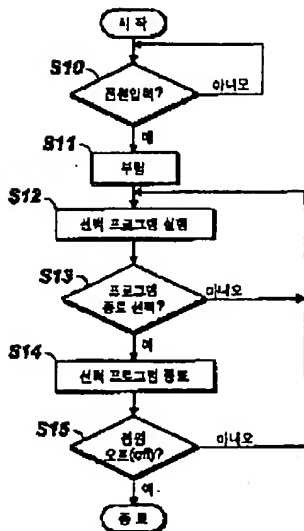 시 작
S10
전원입력?
아니오
예
S11
부팅
S12
선택 프로그램 실행
S13
프로그램
종료 선택?
아니오
예
S14
선택 프로그램 종료
S15
전원
오프(off)?
아니오
예
종 료